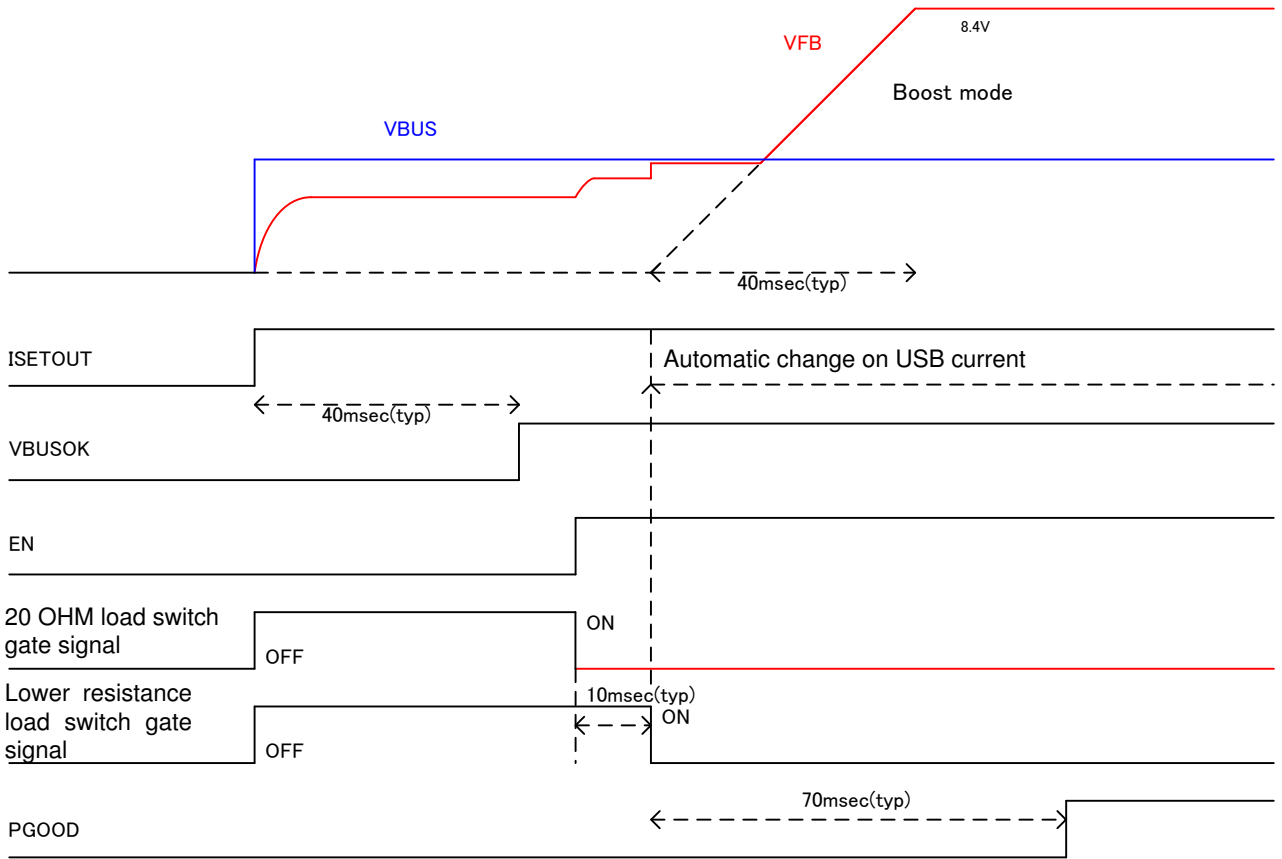 8.4V
VFB
Boost mode
VBUS
40msec(typ)
ISETOUT
Automatic change on USB current
40msec(typ)
VBUSOK
EN
20 OHM load switch
gate signal
ON
OFF
Lower resistance
load switch gate
signal
10msec(typ)
ON
OFF
70msec(typ)
PGOOD